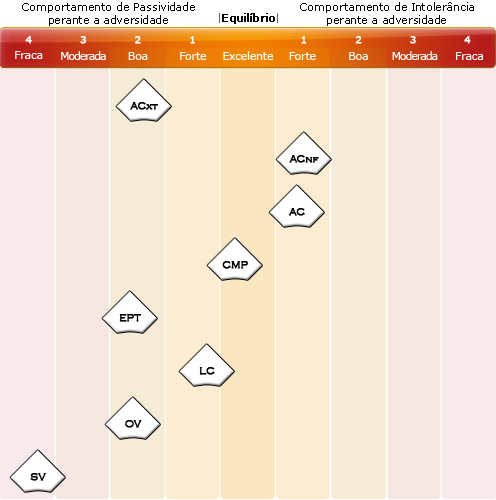 Comportamento de Passividade
perante a adversidade
|Equilíbrio|
Comportamento de Intolerância
perante a adversidade
4 3 2 1 1 2 3 4
Fraca Moderada Boa Forte Excelente Forte Boa Moderada Fraca
ACXT
ACNF
AC
CMP
EPT
LC
OV
SV